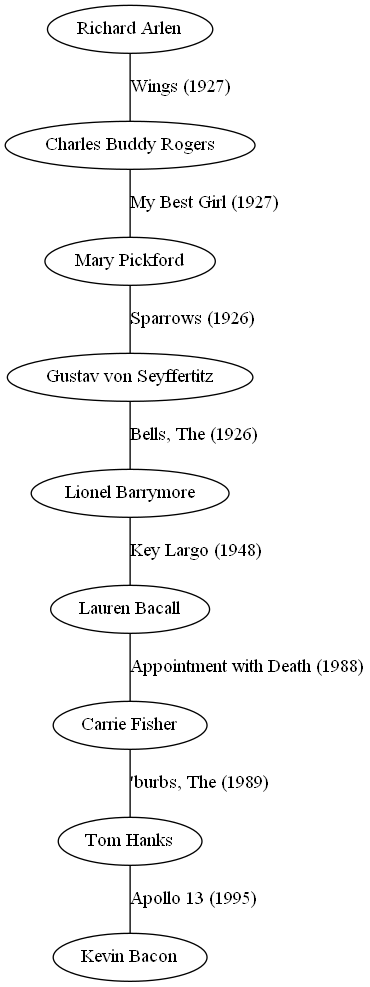 Richard Arlen
Wings (1927)
Charles Buddy Rogers
My Best Girl (1927)
Mary Pickford
Sparrows (1926)
Gustav von Seyffertitz
Bells, The (1926)
Lionel Barrymore
Key Largo (1948)
Lauren Bacall
Appointment with Death (1988)
Carrie Fisher
'burbs, The (1989)
Tom Hanks
Apollo 13 (1995)
Kevin Bacon